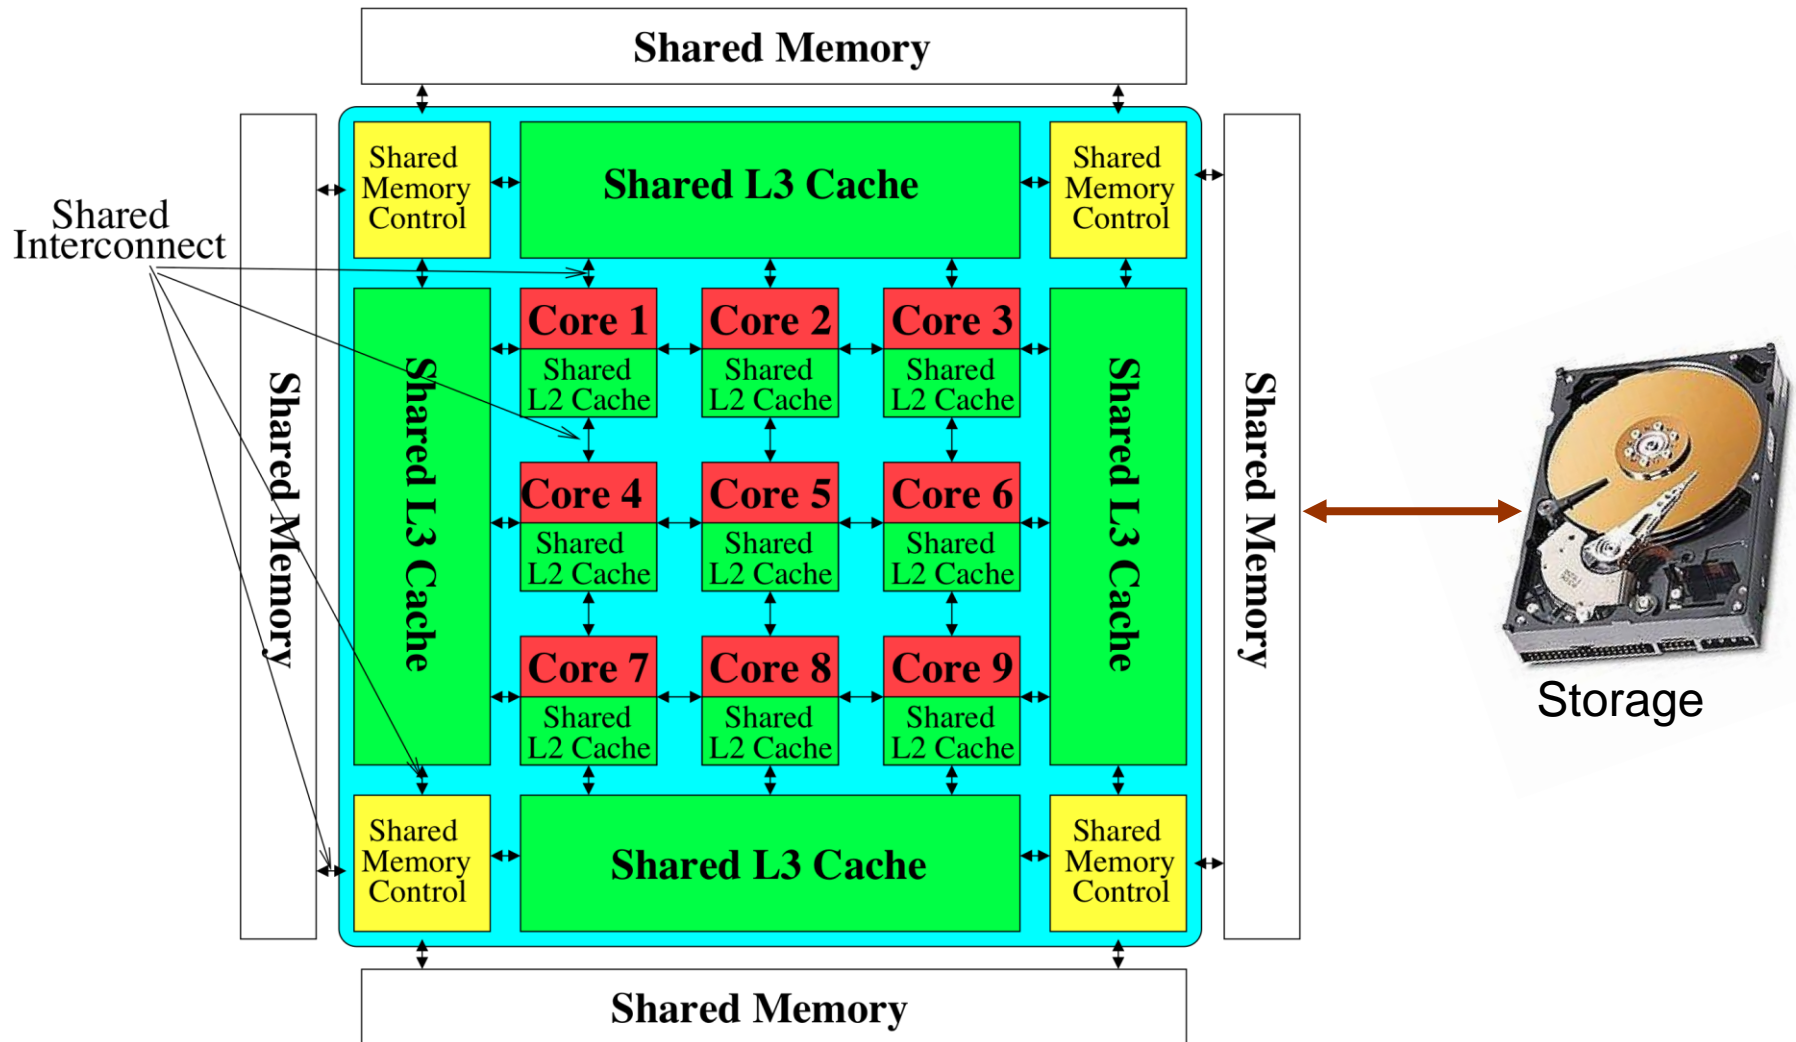 Shared Memory
Shared
Memory
Control
Shared L3 Cache
Shared
Memory
Control
Shared
Interconnect
Shared Memory
Shared L3 Cache
Core 1
Shared
L2 Cache
Core 2
Shared
L2 Cache
Core 3
Shared
L2 Cache
Core 4
Shared
L2 Cache
Core 5
Shared
L2 Cache
Core 6
Shared
L2 Cache
Core 7
Shared
L2 Cache
Core 8
Shared
L2 Cache
Core 9
Shared
L2 Cache
Shared L3 Cache
Shared Memory
Storage
Shared
Memory
Control
Shared L3 Cache
Shared
Memory
Control
Shared Memory